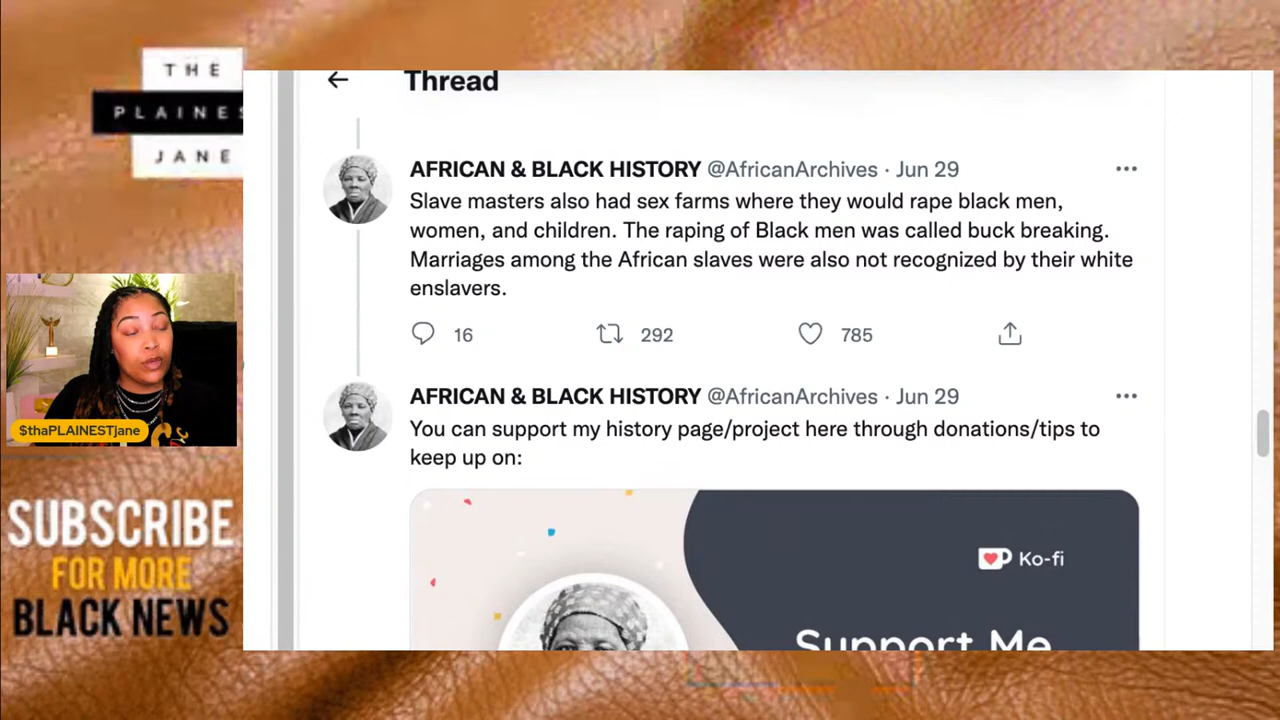 THE
PLAINES
JANE
Thread
AFRICAN & BLACK HISTORY @AfricanArchives · Jun 29
Slave masters also had sex farms where they would rape black men,
women, and children. The raping of Black men was called buck breaking.
Marriages among the African slaves were also not recognized by their white
enslavers.
16 292 785
AFRICAN & BLACK HISTORY @AfricanArchives · Jun 29
You can support my history page/project here through donations/tips to
keep up on:
Ko-fi
Support Me
$thaPLAINESTjane
SUBSCRIBE
FOR MORE
BLACK NEWS